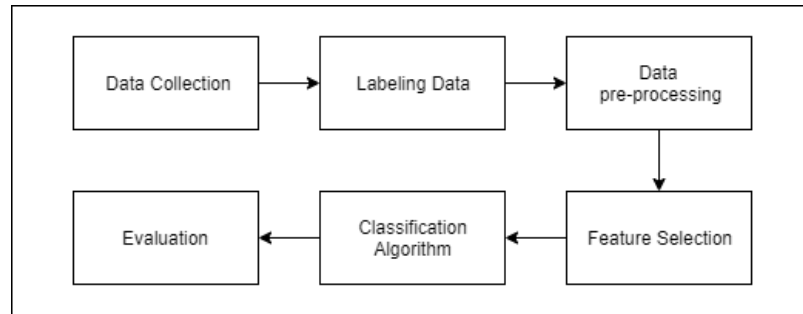 Data Collection
Labeling Data
Data
pre-processing
Feature Selection
Classification
Algorithm
Evaluation